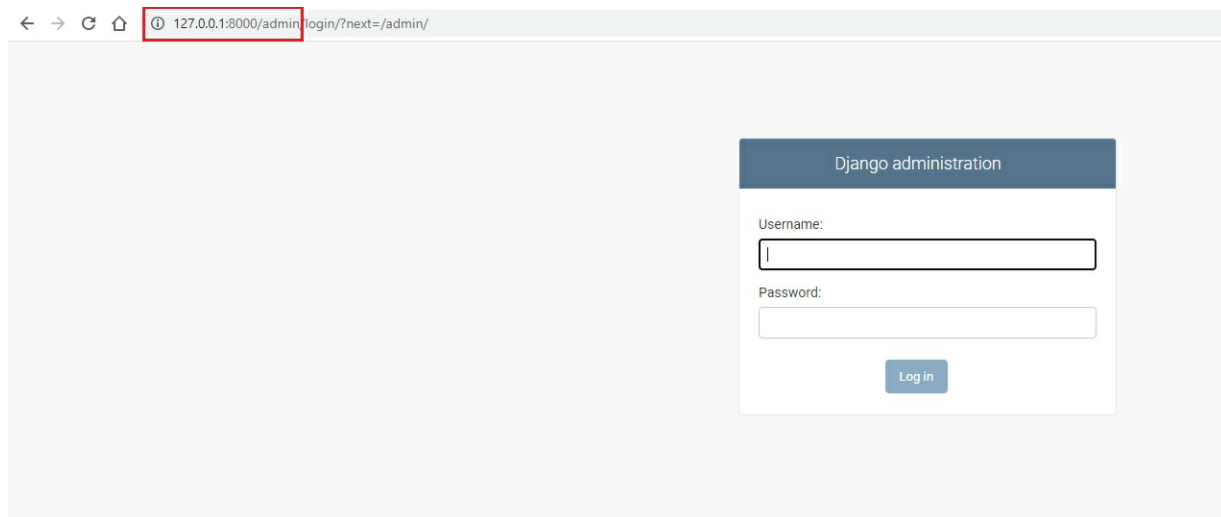 127.0.0.1:8000/admin/login/?next=/admin/
Django administration
Username:
Password:
Log in